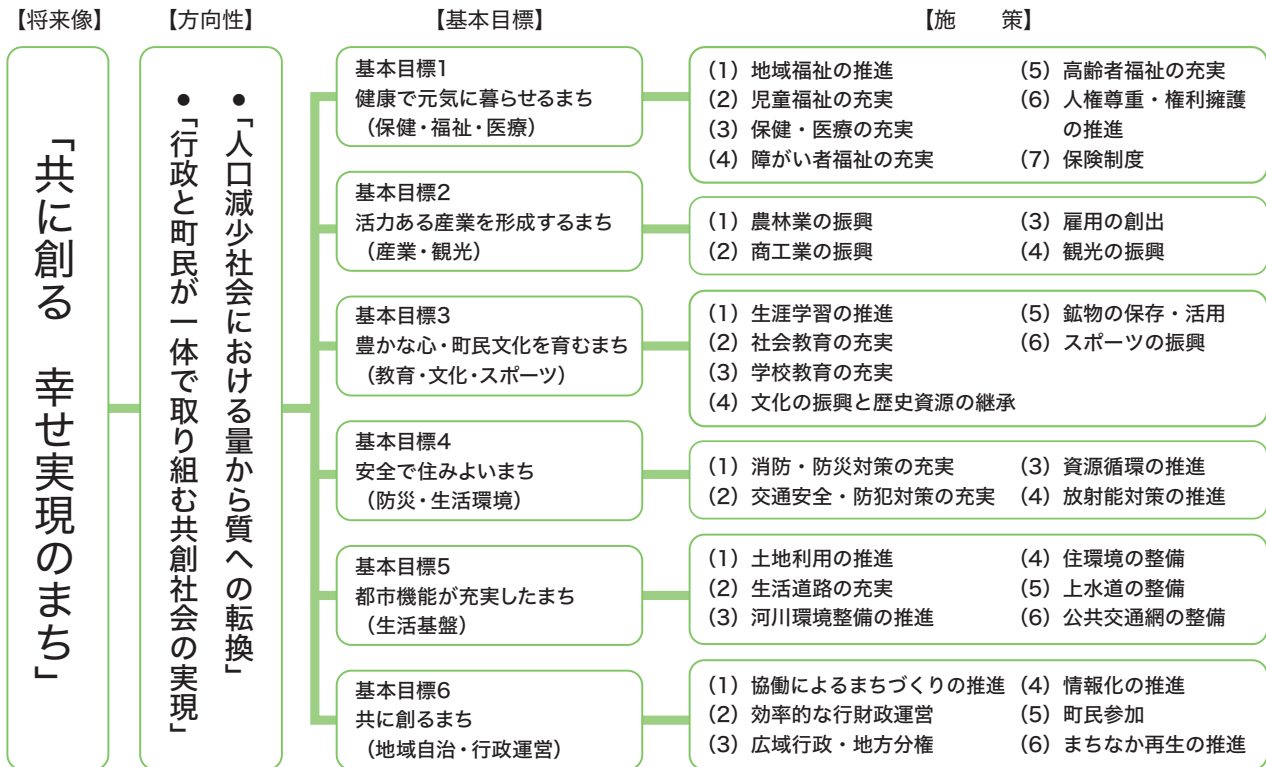 【将来像】
【方向性】
【基本目標】
【施　策】
「共に創る　幸せ実現のまち」
●「人口減少社会における量から質への転換」
●「行政と町民が一体で取り組む共創社会の実現」
基本目標1
健康で元気に暮らせるまち
（保健・福祉・医療）
（1）地域福祉の推進
（2）児童福祉の充実
（3）保健・医療の充実
（4）障がい者福祉の充実
（5）高齢者福祉の充実
（6）人権尊重・権利擁護
の推進
（7）保険制度
基本目標2
活力ある産業を形成するまち
（産業・観光）
（1）農林業の振興
（2）商工業の振興
（3）雇用の創出
（4）観光の振興
基本目標3
豊かな心・町民文化を育むまち
（教育・文化・スポーツ）
（1）生涯学習の推進
（2）社会教育の充実
（3）学校教育の充実
（4）文化の振興と歴史資源の継承
（5）鉱物の保存・活用
（6）スポーツの振興
基本目標4
安全で住みよいまち
（防災・生活環境）
（1）消防・防災対策の充実
（2）交通安全・防犯対策の充実
（3）資源循環の推進
（4）放射能対策の推進
基本目標5
都市機能が充実したまち
（生活基盤）
（1）土地利用の推進
（2）生活道路の充実
（3）河川環境整備の推進
（4）住環境の整備
（5）上水道の整備
（6）公共交通網の整備
基本目標6
共に創るまち
（地域自治・行政運営）
（1）協働によるまちづくりの推進
（2）効率的な行財政運営
（3）広域行政・地方分権
（4）情報化の推進
（5）町民参加
（6）まちなか再生の推進